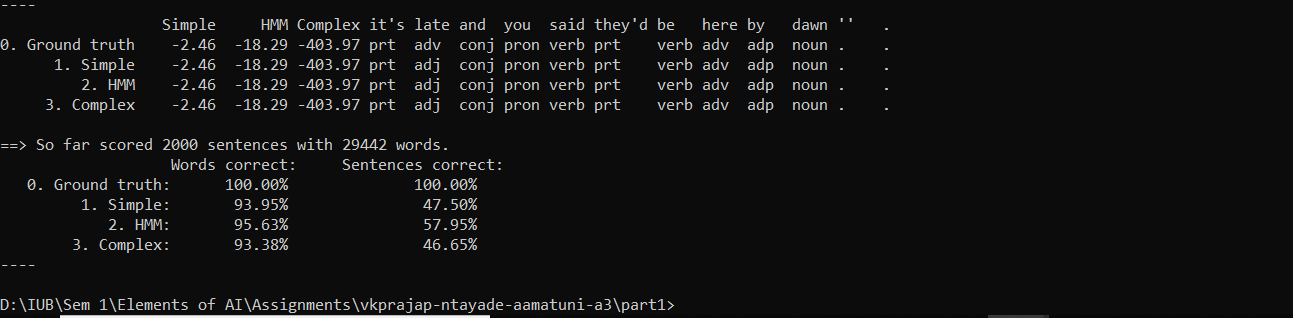 ----
                    Simple     HMM Complex it's late and  you  said they'd be   here by   dawn ''   .
0. Ground truth    -2.46  -18.29 -403.97 prt  adv  conj pron verb prt    verb adv  adp  noun .    .
      1. Simple    -2.46  -18.29 -403.97 prt  adj  conj pron verb prt    verb adv  adp  noun .    .
         2. HMM    -2.46  -18.29 -403.97 prt  adj  conj pron verb prt    verb adv  adp  noun .    .
     3. Complex    -2.46  -18.29 -403.97 prt  adj  conj pron verb prt    verb adv  adp  noun .    .
==> So far scored 2000 sentences with 29442 words.
                   Words correct:     Sentences correct:
   0. Ground truth:      100.00%              100.00%
         1. Simple:       93.95%               47.50%
            2. HMM:       95.63%               57.95%
        3. Complex:       93.38%               46.65%
----
D:\IUB\Sem 1\Elements of AI\Assignments\vkprajap-ntayade-aamatuni-a3\part1>